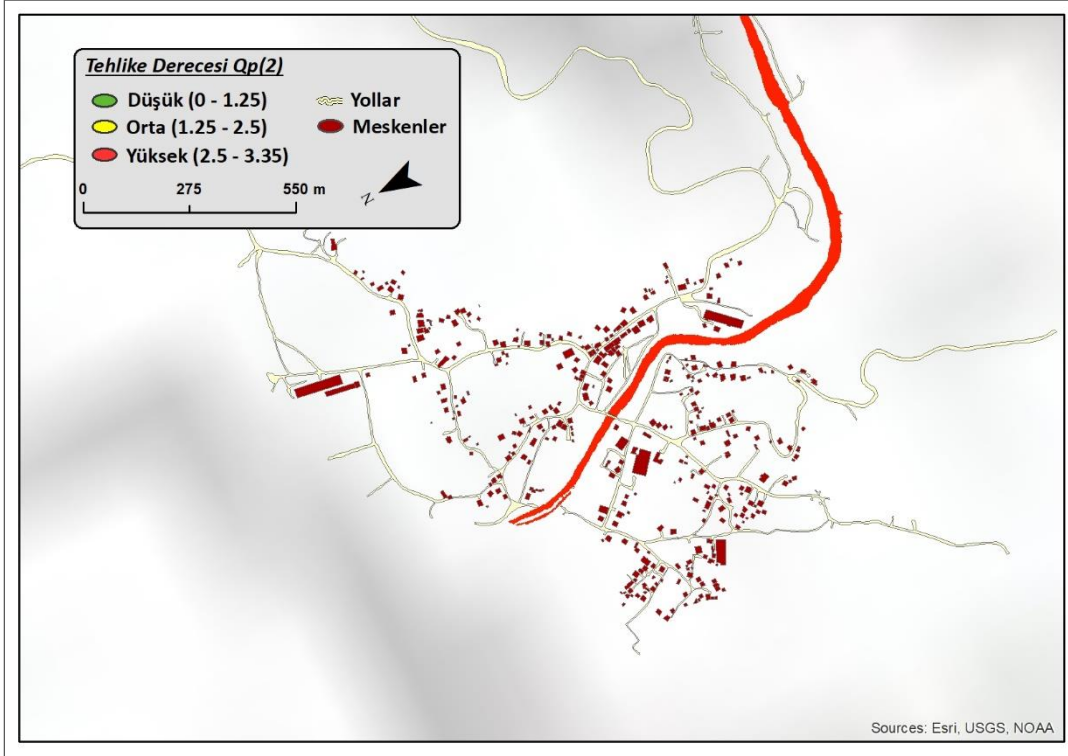 Tehlike Derecesi Qp(2)
Düşük (0 - 1.25)
Orta (1.25 - 2.5)
Yüksek (2.5 - 3.35)
Yollar
Meskenler
0 275 550 m
N
Sources: Esri, USGS, NOAA